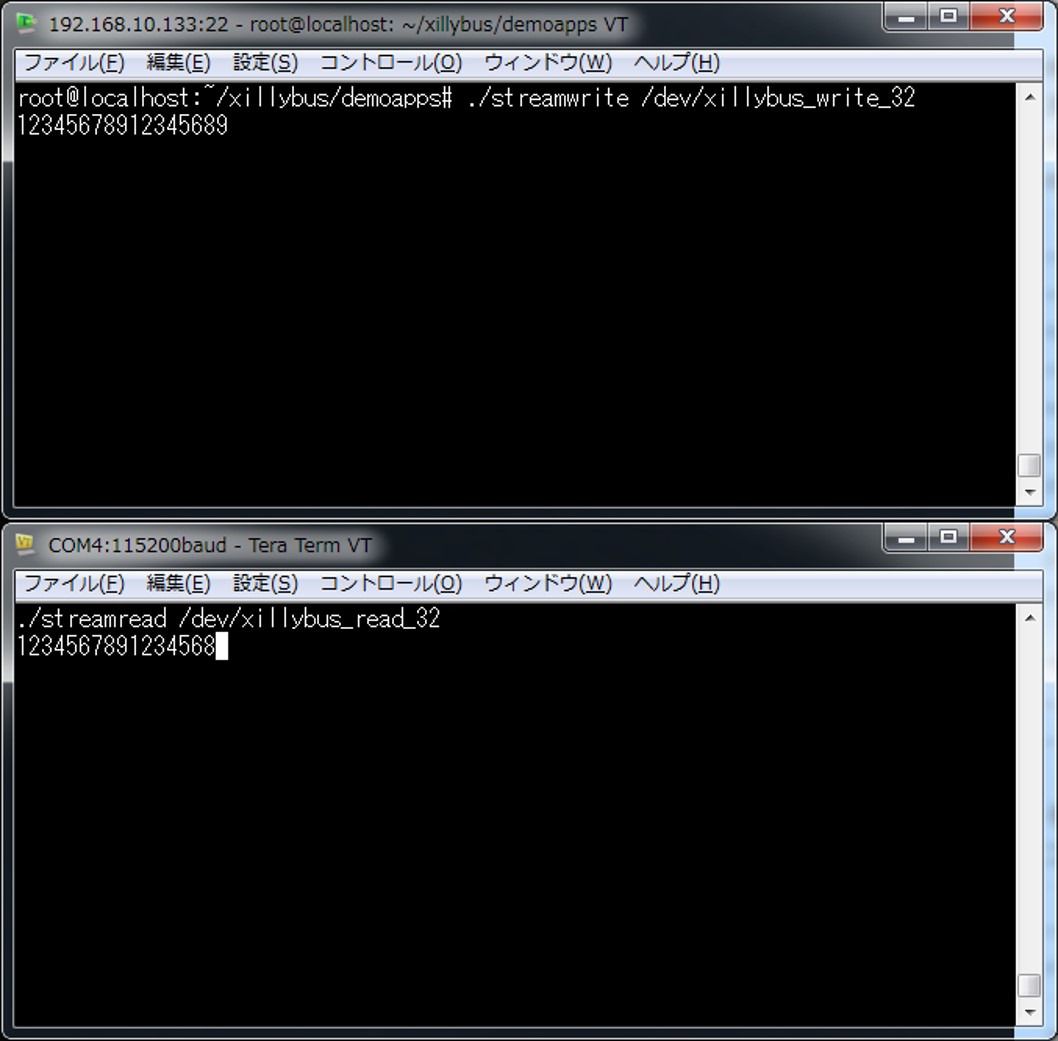 192.168.10.133:22 - root@localhost: ~/xillybus/demoapps VT
ファイル(F) 編集(E) 設定(S) コントロール(O) ウィンドウ(W) ヘルプ(H)
root@localhost:~/xillybus/demoapps# ./streamwrite /dev/xillybus_write_32
12345678912345689
COM4:115200baud - Tera Term VT
ファイル(F) 編集(E) 設定(S) コントロール(O) ウィンドウ(W) ヘルプ(H)
./streamread /dev/xillybus_read_32
1234567891234568